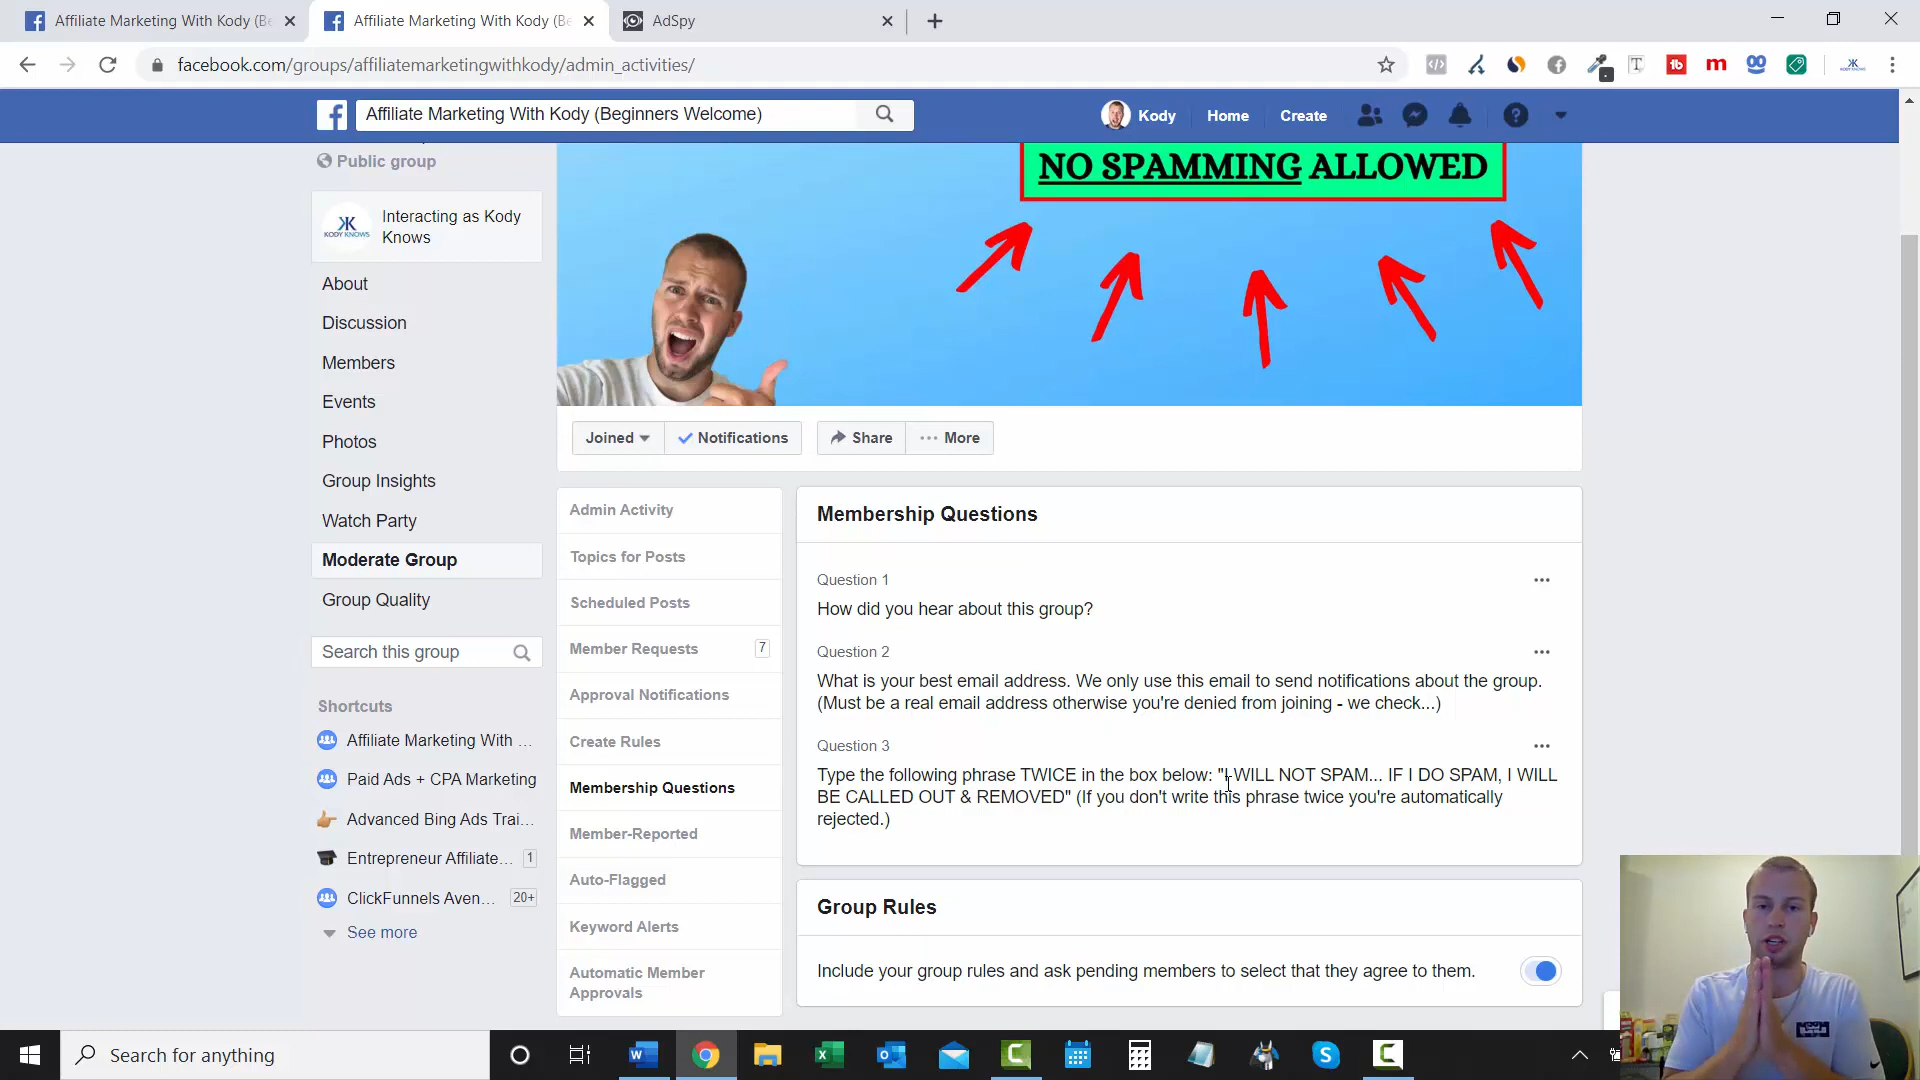 Affiliate Marketing With Kody (Be
Affiliate Marketing With Kody (Be
AdSpy
facebook.com/groups/affiliatemarketingwithkody/admin_activities/
Affiliate Marketing With Kody (Beginners Welcome)
Kody
Home
Create
Public group
NO SPAMMING ALLOWED
Interacting as Kody
Knows
KODY KNOWS
About
Discussion
Members
Events
Photos
Group Insights
Watch Party
Moderate Group
Group Quality
Search this group
Shortcuts
Affiliate Marketing With ...
Paid Ads + CPA Marketing
Advanced Bing Ads Trai...
Entrepreneur Affiliate... 1
ClickFunnels Aven... 20+
See more
Joined
Notifications
Share
More
Admin Activity
Topics for Posts
Scheduled Posts
Member Requests 7
Approval Notifications
Create Rules
Membership Questions
Member-Reported
Auto-Flagged
Keyword Alerts
Automatic Member
Approvals
Membership Questions
Question 1
How did you hear about this group?
Question 2
What is your best email address. We only use this email to send notifications about the group.
(Must be a real email address otherwise you're denied from joining - we check...)
Question 3
Type the following phrase TWICE in the box below: "I WILL NOT SPAM... IF I DO SPAM, I WILL
BE CALLED OUT & REMOVED" (If you don't write this phrase twice you're automatically
rejected.)
Group Rules
Include your group rules and ask pending members to select that they agree to them.
Search for anything